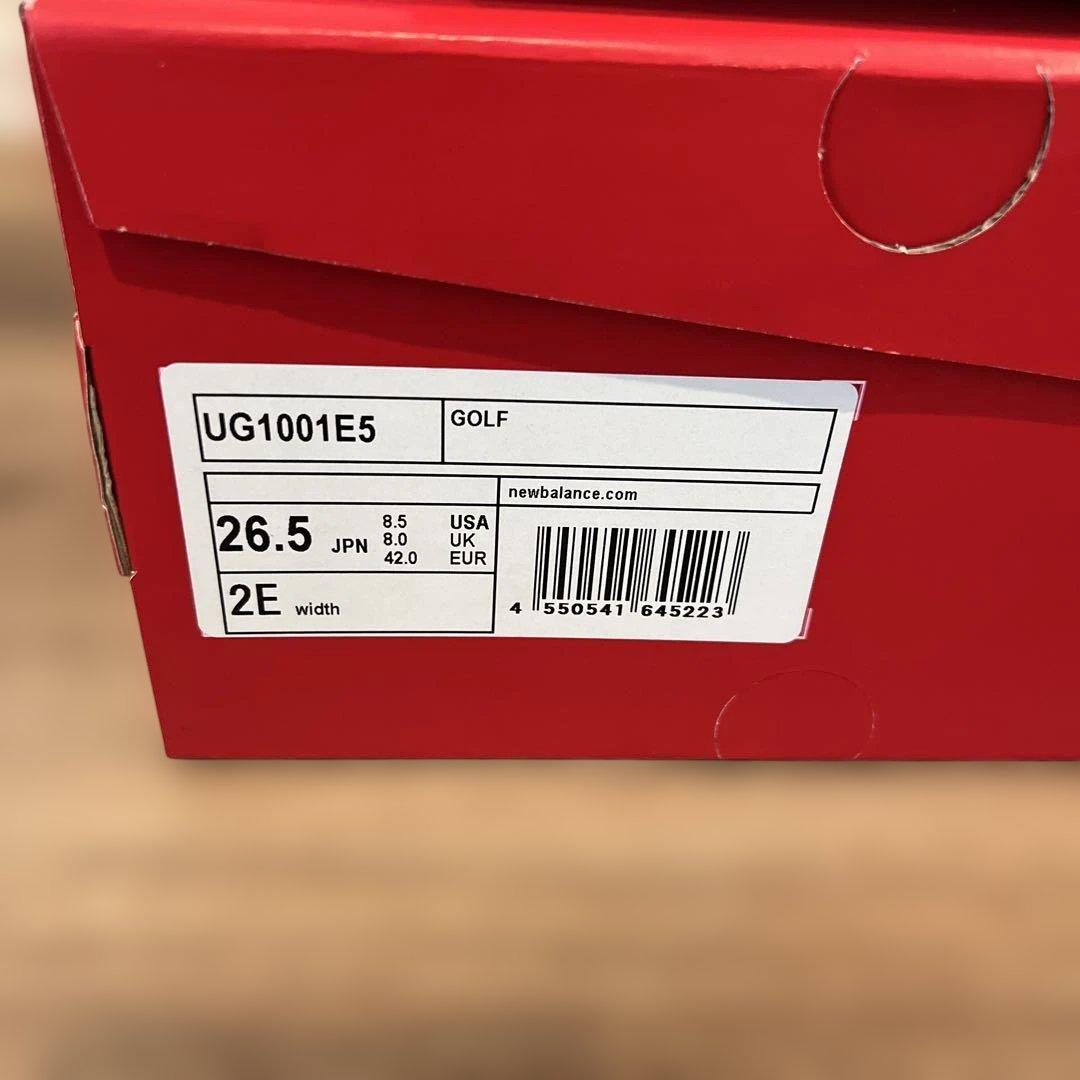 UG1001E5
GOLF
newbalance.com
26.5 JPN
8.5 USA
8.0 UK
42.0 EUR
2E width
4 550541 645223